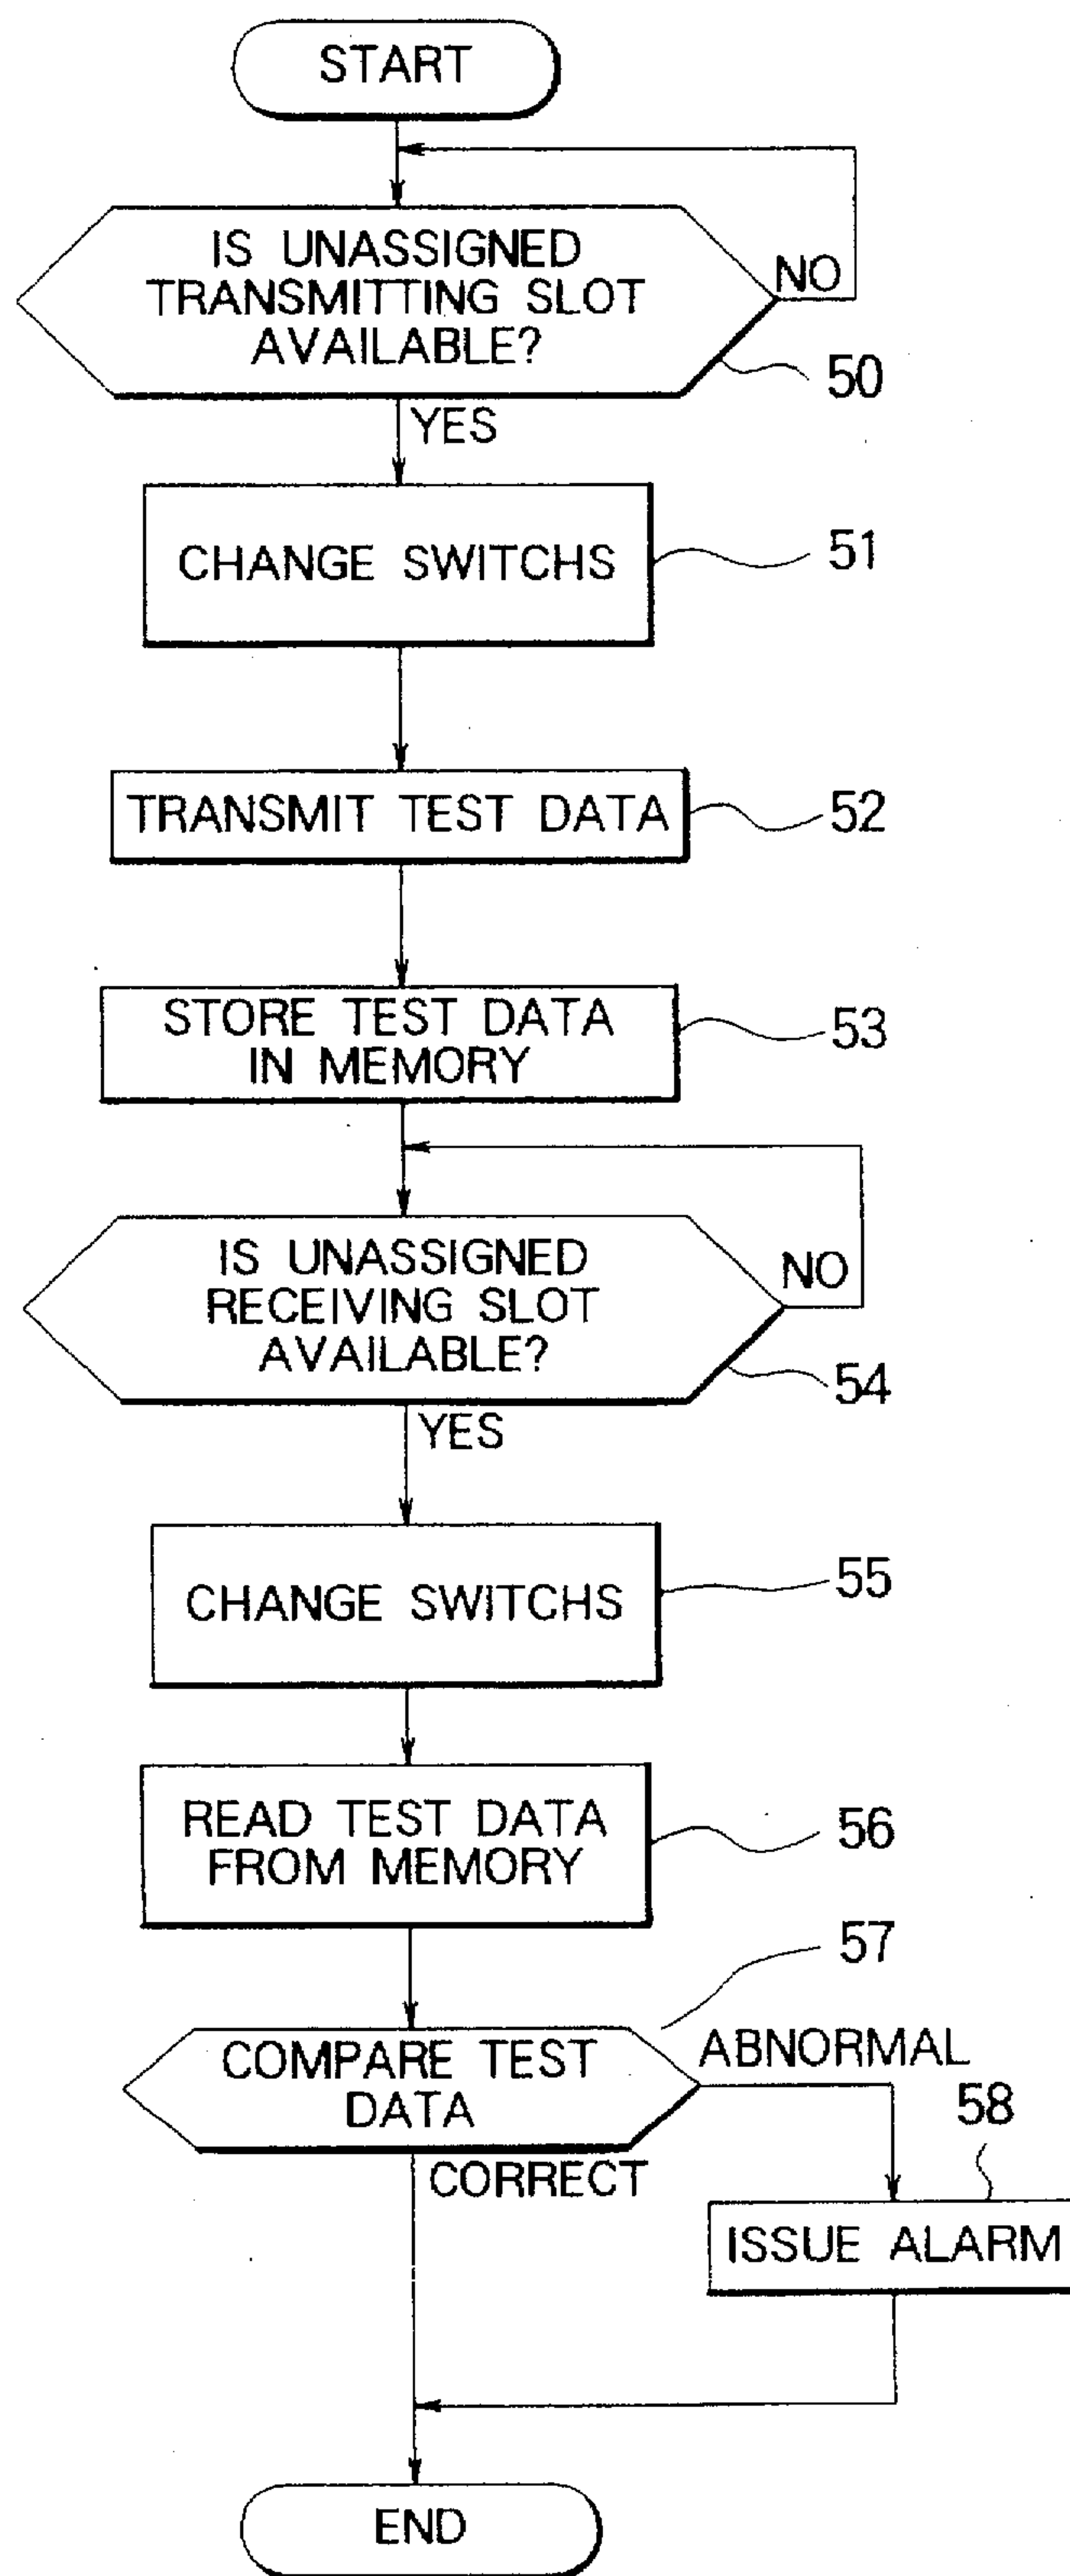 START
IS UNASSIGNED
TRANSMITTING SLOT
AVAILABLE?
NO
50
YES
CHANGE SWITCHS
51
TRANSMIT TEST DATA
52
STORE TEST DATA
IN MEMORY
53
IS UNASSIGNED
RECEIVING SLOT
AVAILABLE?
NO
54
YES
CHANGE SWITCHS
55
READ TEST DATA
FROM MEMORY
56
57
COMPARE TEST
DATA
ABNORMAL
58
CORRECT
ISSUE ALARM
END